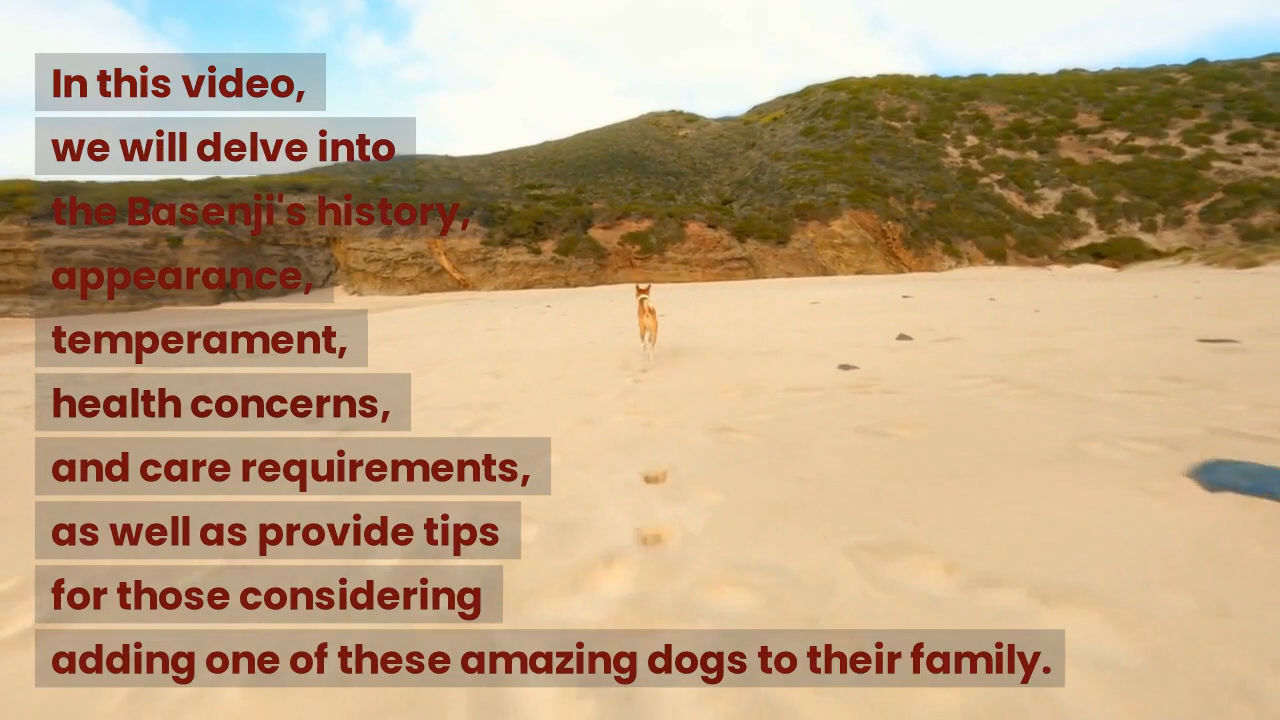 In this video,
we will delve into
the Basenji's history,
appearance,
temperament,
health concerns,
and care requirements,
as well as provide tips
for those considering
adding one of these amazing dogs to their family.